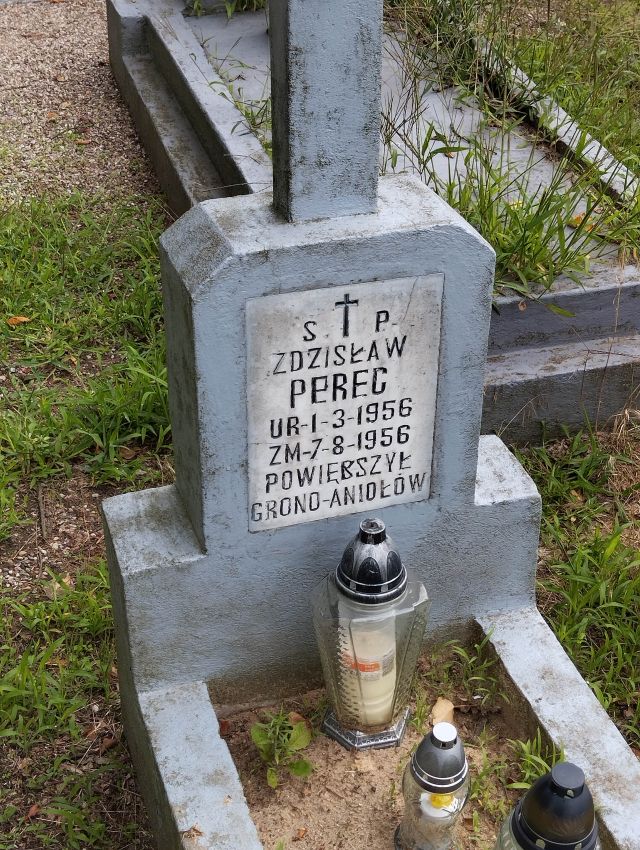 S. P.
ZDZISŁAW
PEREC
UR-1-3-1956
ZM-7-8-1956
POWIĘKSZYŁ
GRONO-ANIOŁÓW